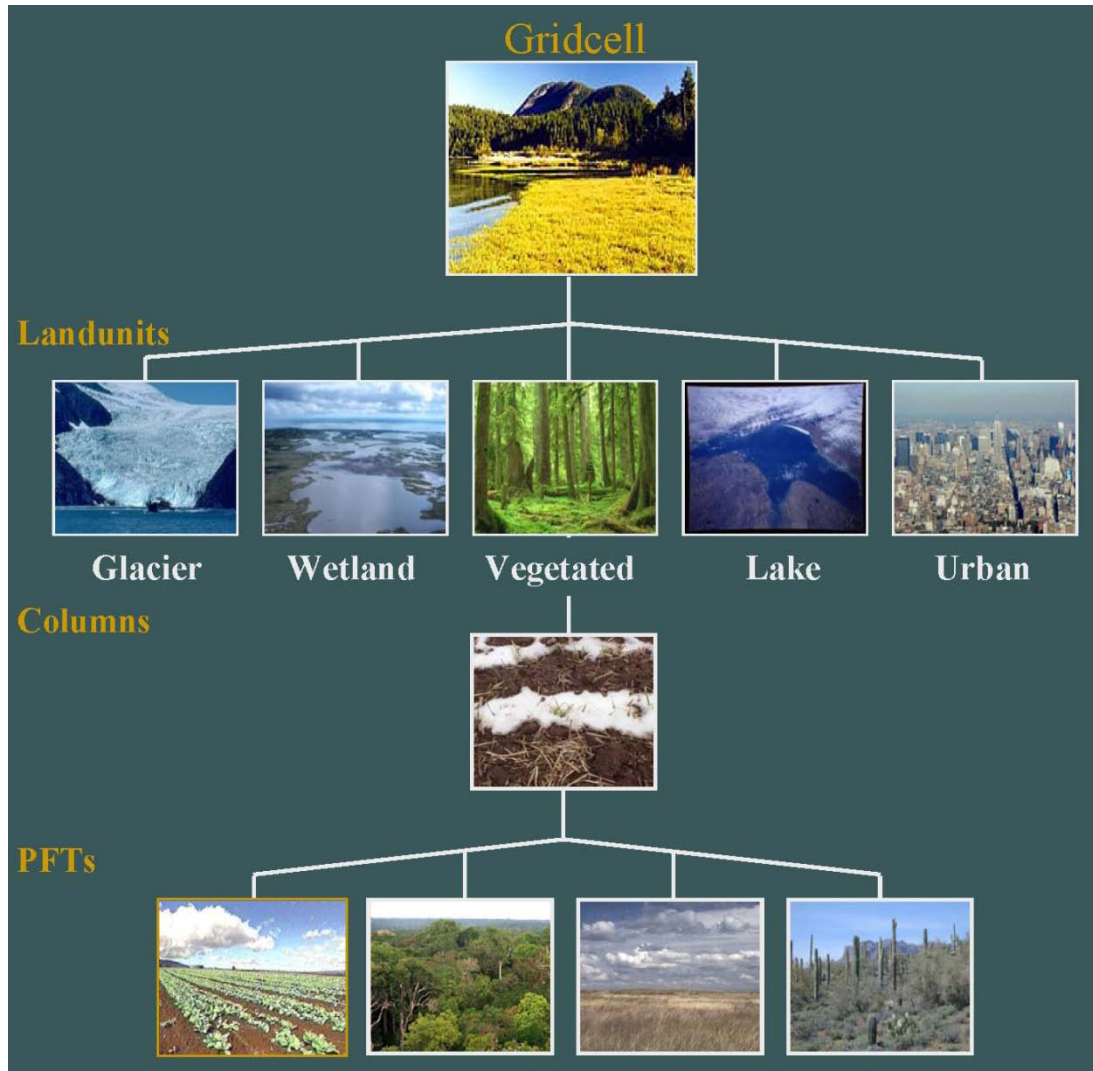 Gridcell
Landunits
Glacier Wetland Vegetated Lake Urban
Columns
PFTs